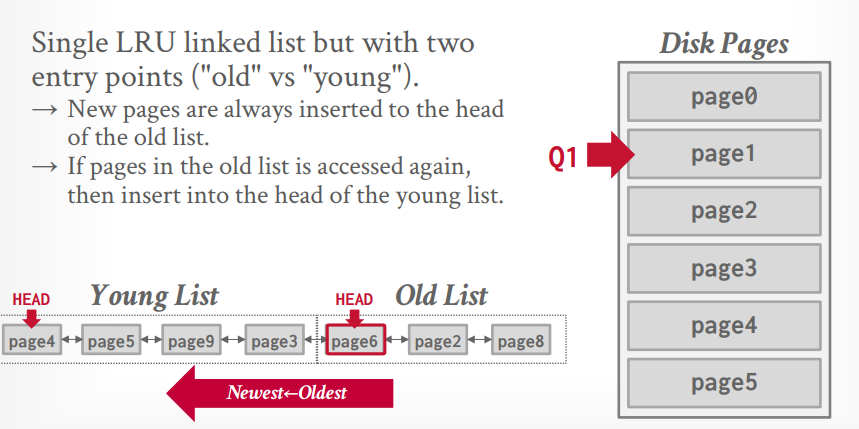 Single LRU linked list but with two
entry points ("old" vs "young").
→ New pages are always inserted to the head
of the old list.
→ If pages in the old list is accessed again,
then insert into the head of the young list.
Disk Pages
page0
Q1
page1
page2
page3
page4
page5
Young List
Old List
HEAD
HEAD
page4
page5
page9
page3
page6
page2
page8
Newest←Oldest